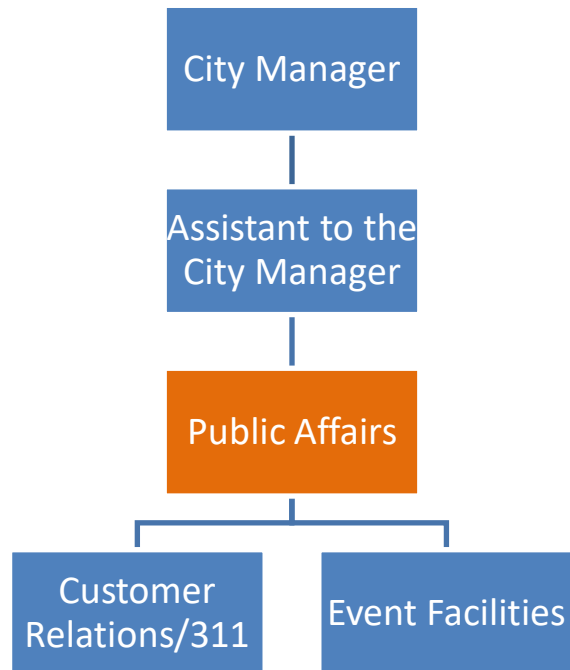 City Manager
Assistant to the
City Manager
Public Affairs
Customer
Relations/311
Event Facilities